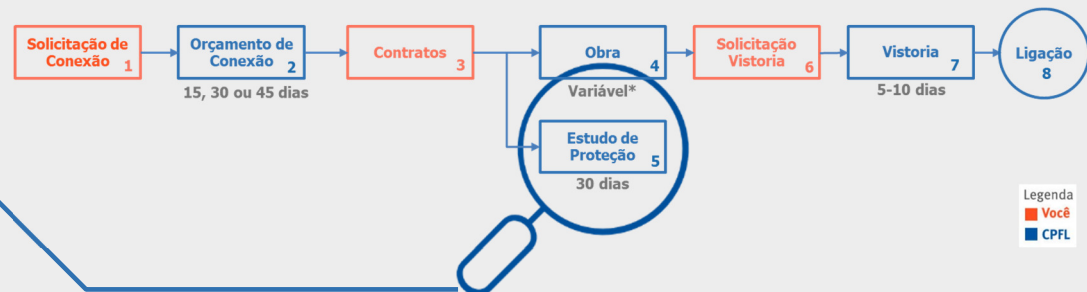 Solicitação de
Conexão 1
Orçamento de
Conexão 2
15, 30 ou 45 dias
Contratos
3
Obra
4
Variável*
Estudo de
Proteção 5
30 dias
Solicitação
Vistoria
6
Vistoria
7
5-10 dias
Ligação
8
Legenda
Você
CPFL